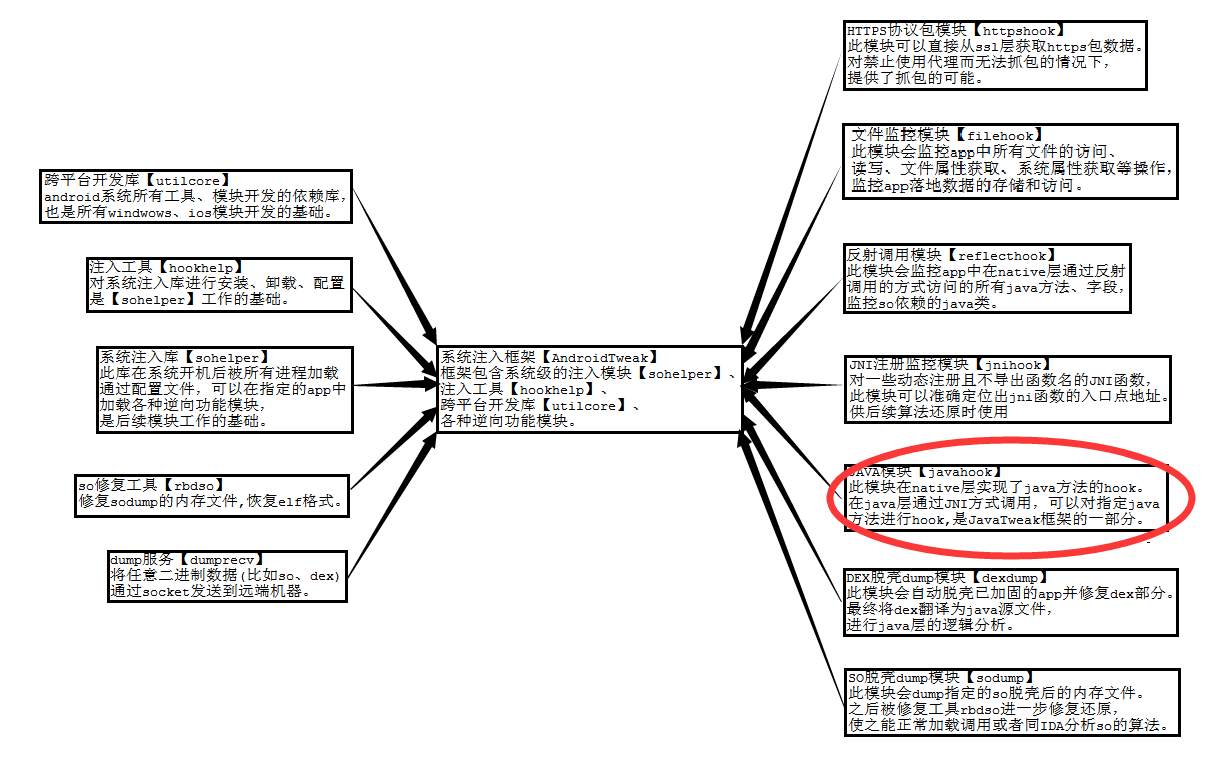 跨平台开发库【utilcore】
android系统所有工具、模块开发的依赖库，
也是所有windwows、ios模块开发的基础。
注入工具【hookhelp】
对系统注入库进行安装、卸载、配置
是【sohelper】工作的基础。
系统注入库【sohelper】
此库在系统开机后被所有进程加载
通过配置文件，可以在指定的app中
加载各种逆向功能模块，
是后续模块工作的基础。
so修复工具【rbdso】
修复sodump的内存文件,恢复elf格式。
dump服务【dumprecv】
将任意二进制数据(比如so、dex)
通过socket发送到远端机器。
系统注入框架【AndroidTweak】
框架包含系统级的注入模块【sohelper】、
注入工具【hookhelp】、
跨平台开发库【utilcore】、
各种逆向功能模块。
HTTPS协议包模块【httpshook】
此模块可以直接从ssl层获取https包数据。
对禁止使用代理而无法抓包的情况下，
提供了抓包的可能。
文件监控模块【filehook】
此模块会监控app中所有文件的访问、
读写、文件属性获取、系统属性获取等操作，
监控app落地数据的存储和访问。
反射调用模块【reflecthook】
此模块会监控app中在native层通过反射
调用的方式访问的所有java方法、字段，
监控so依赖的java类。
JNI注册监控模块【jnihook】
对一些动态注册且不导出函数名的JNI函数，
此模块可以准确定位出jni函数的入口点地址。
供后续算法还原时使用
JAVA模块【javahook】
此模块在native层实现了java方法的hook。
在java层通过JNI方式调用，可以对指定java
方法进行hook,是JavaTweak框架的一部分。
DEX脱壳dump模块【dexdump】
此模块会自动脱壳已加固的app并修复dex部分。
最终将dex翻译为java源文件，
进行java层的逻辑分析。
SO脱壳dump模块【sodump】
此模块会dump指定的so脱壳后的内存文件。
之后被修复工具rbdso进一步修复还原，
使之能正常加载调用或者同IDA分析so的算法。